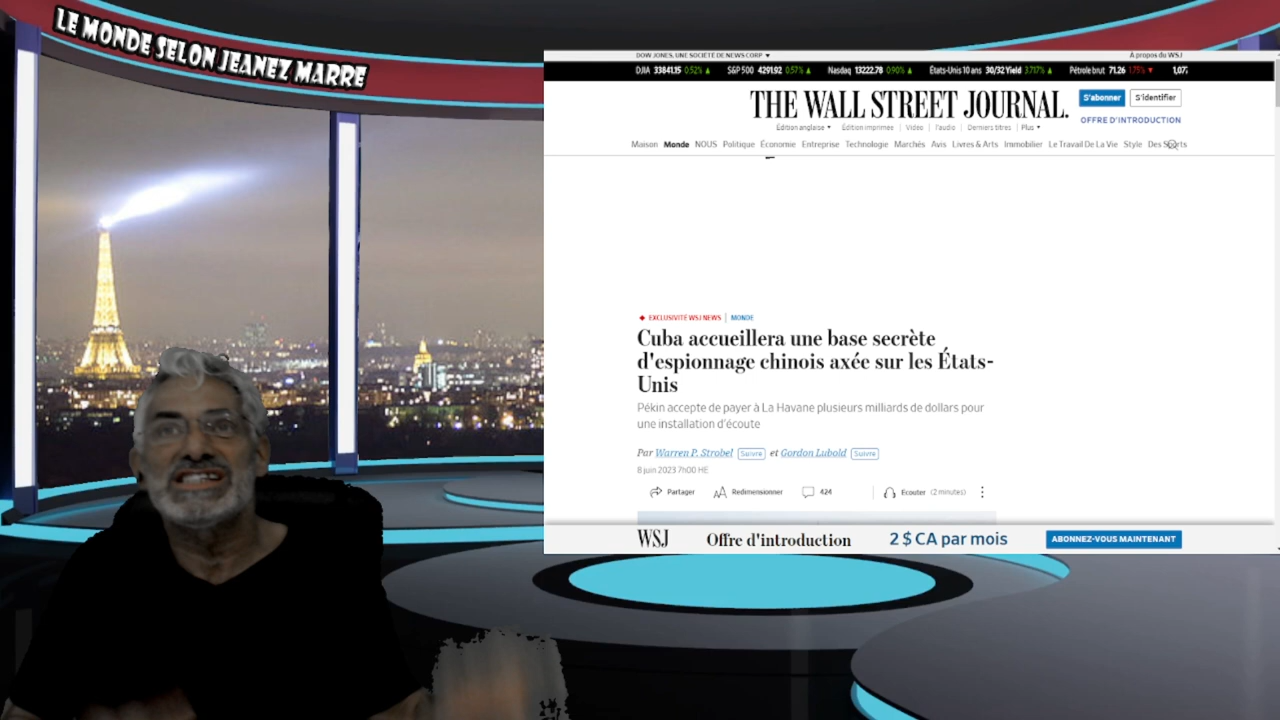 LE MONDE SELON JEANEZ MARRE
DOW JONES, UNE SOCIÉTÉ DE NEWS CORP ▼
A propos du WSJ
DJIA 33841.15 0.52% ▲ S&P 500 4291.92 0.57% ▲ Nasdaq 13222.78 0.90% ▲ États-Unis 10 ans 30/32 Yield 3.717% ▲ Pétrole brut 71.26 1.75% ▼ 1,07
THE WALL STREET JOURNAL.
S'abonner S'identifier
OFFRE D'INTRODUCTION
Édition anglaise ▾ Édition imprimée | Vidéo | l'audio | Derniers titres | Plus ▾
Maison Monde NOUS Politique Économie Entreprise Technologie Marchés Avis Livres & Arts Immobilier Le Travail De La Vie Style Des Sports
EXCLUSIVITÉ WSJ NEWS | MONDE
Cuba accueillera une base secrète
d'espionnage chinois axée sur les États-
Unis
Pékin accepte de payer à La Havane plusieurs milliards de dollars pour
une installation d'écoute
Par Warren P. Strobel Suivre et Gordon Lubold Suivre
8 juin 2023 7h00 HE
Partager AA Redimensionner 424 Ecouter (2 minutes)
WSJ Offre d'introduction 2 $ CA par mois ABONNEZ-VOUS MAINTENANT